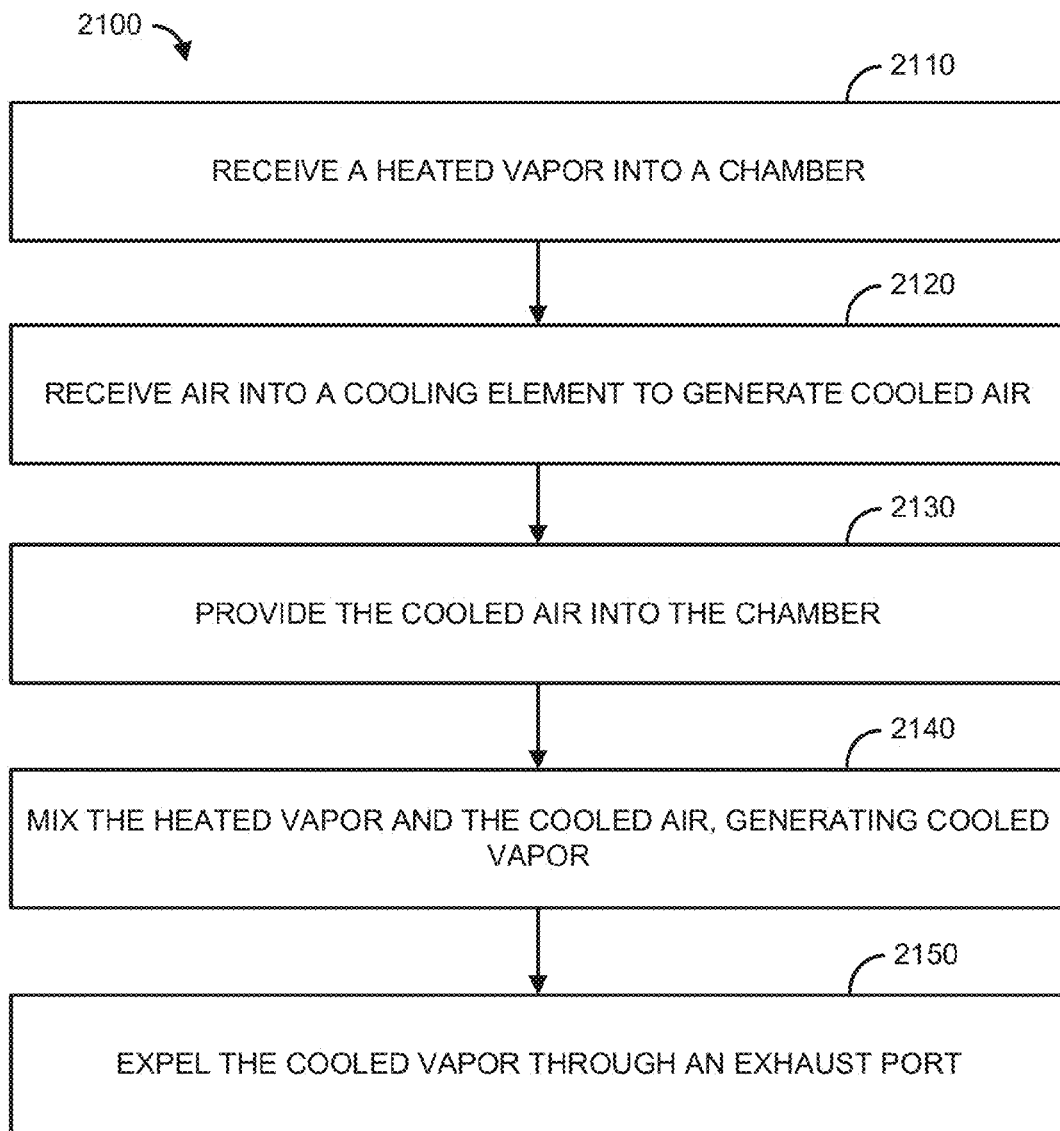 2100
2110
RECEIVE A HEATED VAPOR INTO A CHAMBER
2120
RECEIVE AIR INTO A COOLING ELEMENT TO GENERATE COOLED AIR
2130
PROVIDE THE COOLED AIR INTO THE CHAMBER
2140
MIX THE HEATED VAPOR AND THE COOLED AIR, GENERATING COOLED
VAPOR
2150
EXPEL THE COOLED VAPOR THROUGH AN EXHAUST PORT